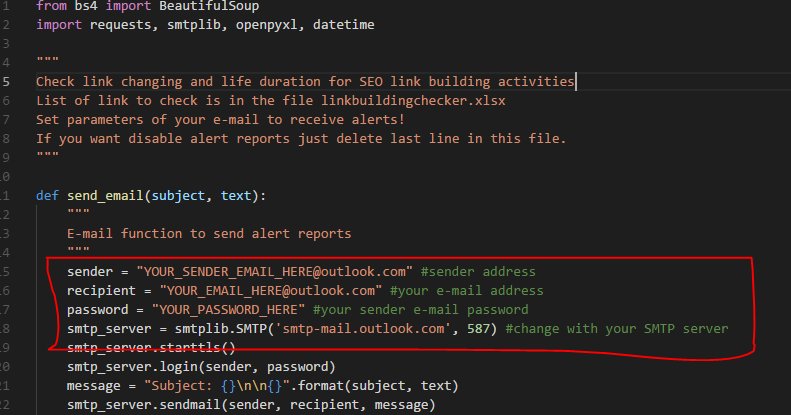 1 from bs4 import BeautifulSoup
2 import requests, smtplib, openpyxl, datetime
3
4 """
5 Check link changing and life duration for SEO link building activities
6 List of link to check is in the file linkbuildingchecker.xlsx
7 Set parameters of your e-mail to receive alerts!
8 If you want disable alert reports just delete last line in this file.
9 """
10
11 def send_email(subject, text):
12 """
13 E-mail function to send alert reports
14 """
15 sender = "YOUR_SENDER_EMAIL_HERE@outlook.com" #sender address
16 recipient = "YOUR_EMAIL_HERE@outlook.com" #your e-mail address
17 password = "YOUR_PASSWORD_HERE" #your sender e-mail password
18 smtp_server = smtplib.SMTP('smtp-mail.outlook.com', 587) #change with your SMTP server
19 smtp_server.starttls()
20 smtp_server.login(sender, password)
21 message = "Subject: {}\n\n{}".format(subject, text)
22 smtp_server.sendmail(sender, recipient, message)